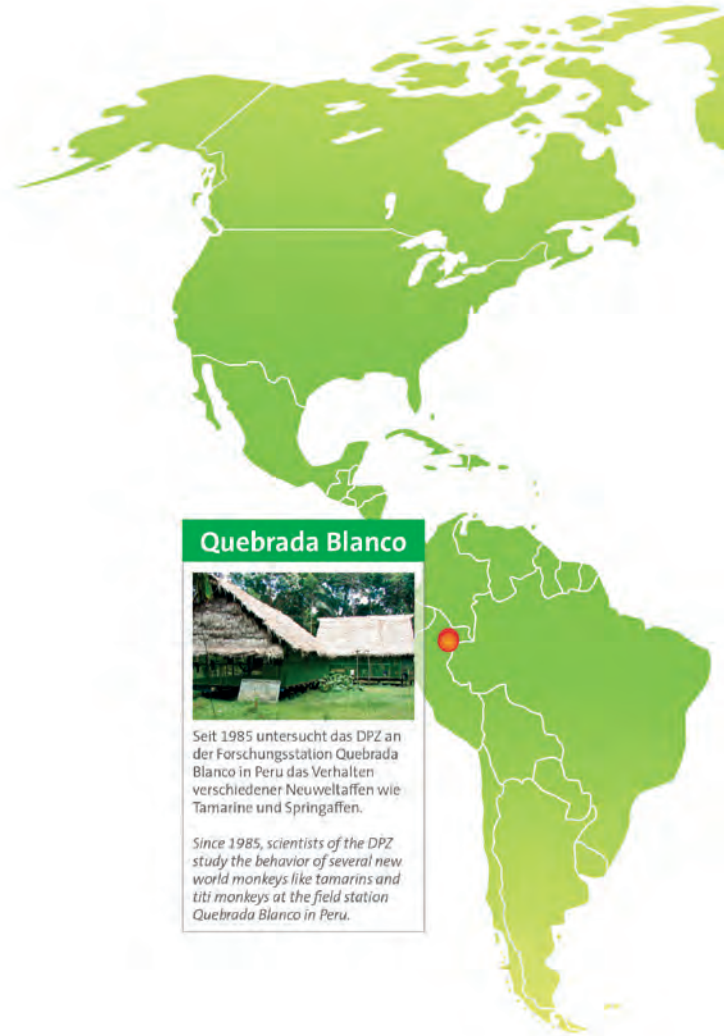 Quebrada Blanco
Seit 1985 untersucht das DPZ an
der Forschungsstation Quebrada
Blanco in Peru das Verhalten
verschiedener Neuweltaffen wie
Tamarine und Springaffen.
Since 1985, scientists of the DPZ
study the behavior of several new
world monkeys like tamarins and
titi monkeys at the field station
Quebrada Blanco in Peru.